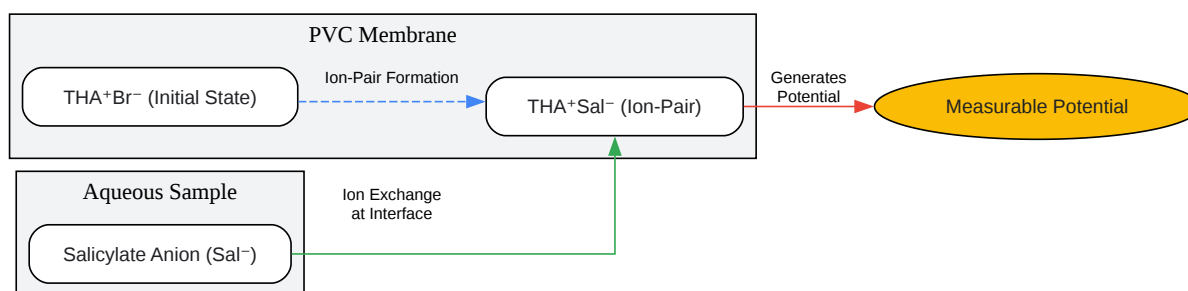 PVC Membrane
THA⁺Br⁻ (Initial State)
Ion-Pair Formation
THA⁺Sal⁻ (Ion-Pair)
Generates
Potential
Measurable Potential
Aqueous Sample
Salicylate Anion (Sal⁻)
Ion Exchange
at Interface